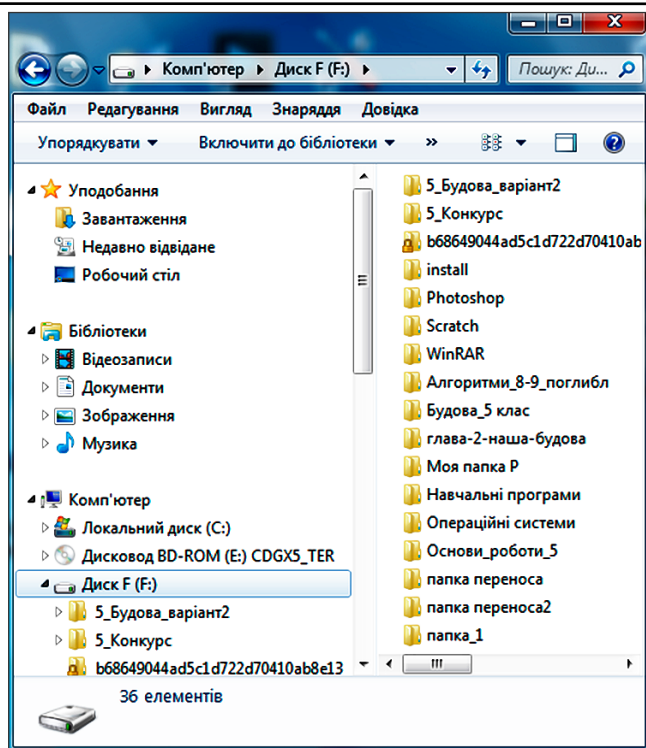 Комп'ютер Диск F (F:)
Пошук: Ди...
Файл Редагування Вигляд Знаряддя Довідка
Упорядкувати Включити до бібліотеки »
Уподобання
Завантаження
Недавно відвідане
Робочий стіл
Бібліотеки
Відеозаписи
Документи
Зображення
Музика
Комп'ютер
Локальний диск (C:)
Дисковод BD-ROM (E:) CDGX5_TER
Диск F (F:)
5_Будова_варіант2
5_Конкурс
b68649044ad5c1d722d70410ab8e13
5_Будова_варіант2
5_Конкурс
b68649044ad5c1d722d70410ab
install
Photoshop
Scratch
WinRAR
Алгоритми_8-9_поглибл
Будова_5 клас
глава-2-наша-будова
Моя папка Р
Навчальні програми
Операційні системи
Основи_роботи_5
папка переноса
папка переноса2
папка_1
36 елементів